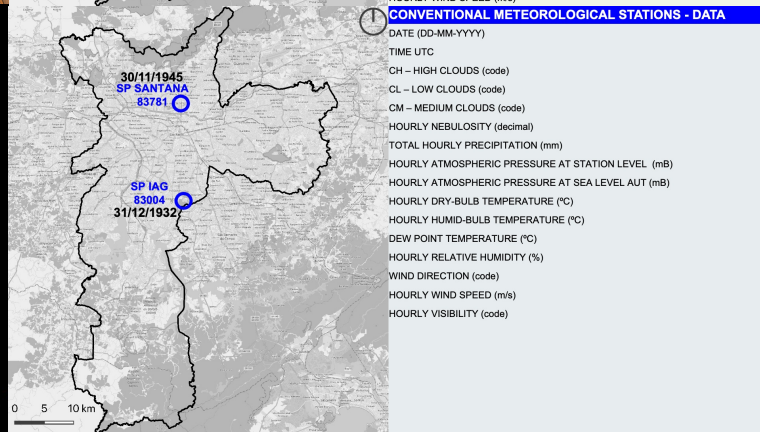 CONVENTIONAL METEOROLOGICAL STATIONS - DATA
DATE (DD-MM-YYYY)
TIME UTC
CH – HIGH CLOUDS (code)
CL – LOW CLOUDS (code)
CM – MEDIUM CLOUDS (code)
HOURLY NEBULOSITY (decimal)
TOTAL HOURLY PRECIPITATION (mm)
HOURLY ATMOSPHERIC PRESSURE AT STATION LEVEL (mB)
HOURLY ATMOSPHERIC PRESSURE AT SEA LEVEL AUT (mB)
HOURLY DRY-BULB TEMPERATURE (ºC)
HOURLY HUMID-BULB TEMPERATURE (ºC)
DEW POINT TEMPERATURE (ºC)
HOURLY RELATIVE HUMIDITY (%)
WIND DIRECTION (code)
HOURLY WIND SPEED (m/s)
HOURLY VISIBILITY (code)
30/11/1945
SP SANTANA
83781
SP IAG
83004
31/12/1932
0 5 10 km